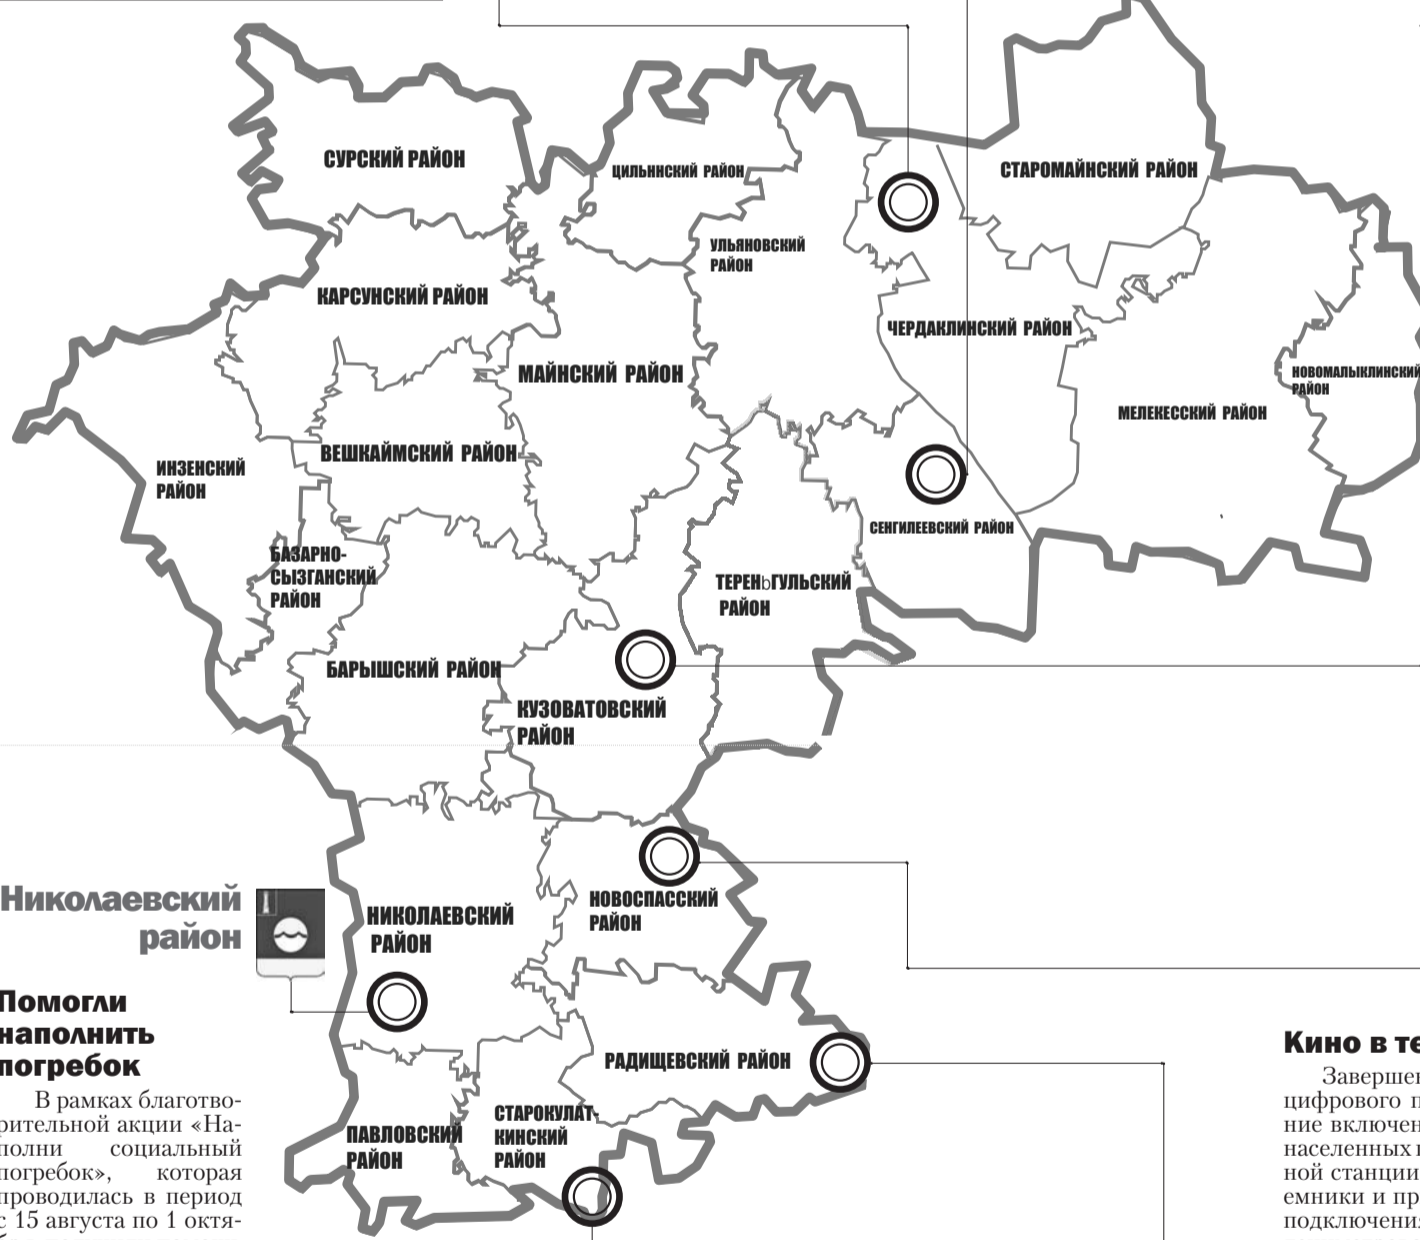 СУРСКИЙ РАЙОН
ЦИЛЬННСКИЙ РАЙОН
СТАРОМАЙНСКИЙ РАЙОН
УЛЬЯНОВСКИЙ
РАЙОН
КАРСУНСКИЙ РАЙОН
ЧЕРДАКЛИНСКИЙ РАЙОН
МАЙНСКИЙ РАЙОН
НОВОМАЛЫКЛИНСКИЙ
РАЙОН
МЕЛЕКЕССКИЙ РАЙОН
ВЕШКАЙМСКИЙ РАЙОН
ИНЗЕНСКИЙ
РАЙОН
СЕНГИЛЕЕВСКИЙ РАЙОН
БАЗАРНО-
СЫЗГАНСКИЙ
РАЙОН
ТЕРЕНЬГУЛЬСКИЙ
РАЙОН
БАРЫШСКИЙ РАЙОН
КУЗОВАТОВСКИЙ
РАЙОН
НОВОСПАССКИЙ
РАЙОН
НИКОЛАЕВСКИЙ
РАЙОН
РАДИЩЕВСКИЙ РАЙОН
СТАРОКУЛАТ-
КИНСКИЙ
РАЙОН
ПАВЛОВСКИЙ
РАЙОН
Николаевский
район
Помогли
наполнить
погребок
В рамках благотво-
рительной акции «На-
полни социальный
погребок», которая
проводилась в период
с 15 августа по 1 октя-
Кино в те
Завершен
цифрового п
ние включен
населенных
ной станции
емники и пр
подключения